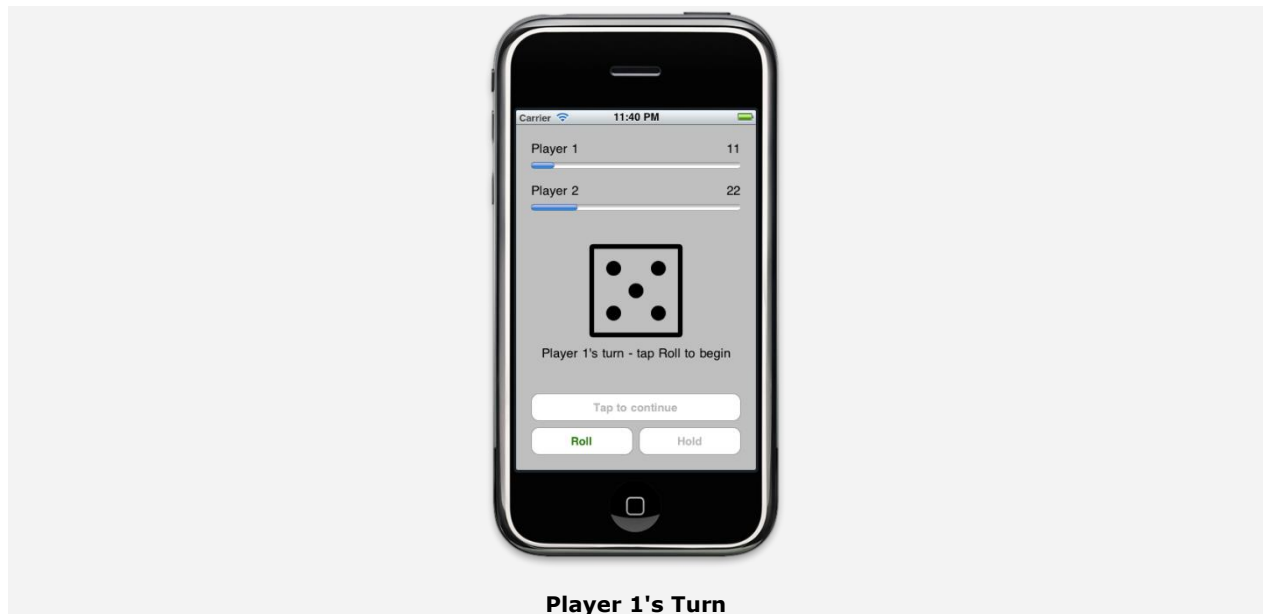 Carrier 11:40 PM
Player 1 11
Player 2 22
Player 1's turn - tap Roll to begin
Tap to continue
Roll Hold
Player 1's Turn